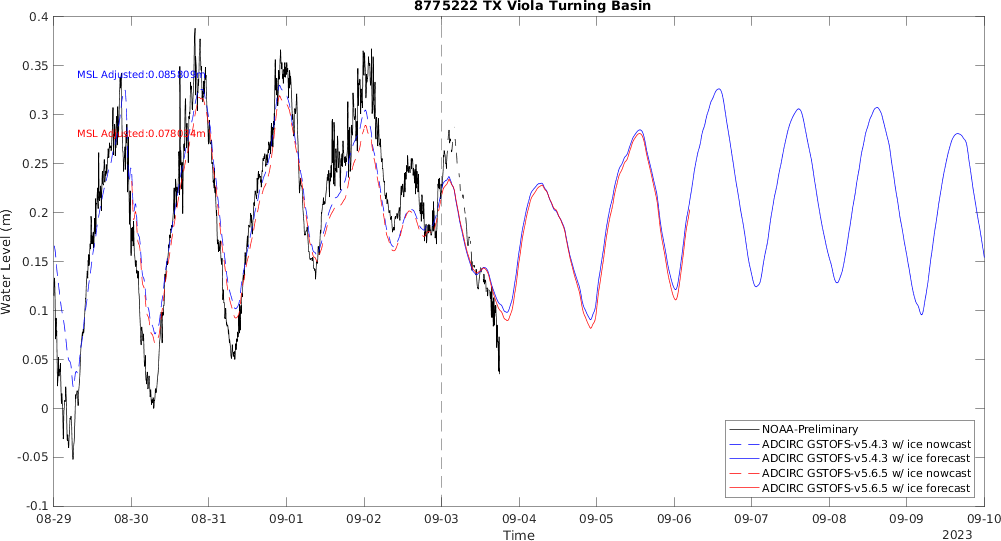 8775222 TX Viola Turning Basin
0.4
0.35
0.3
0.25
0.2
0.15
0.1
0.05
0
-0.05
-0.1
Water Level (m)
MSL Adjusted:0.085809m
MSL Adjusted:
NOAA-Preliminary
ADCIRC GSTOFS-v5.4.3 w/ ice nowcast
ADCIRC GSTOFS-v5.4.3 w/ ice forecast
ADCIRC GSTOFS-v5.6.5 w/ ice nowcast
ADCIRC GSTOFS-v5.6.5 w/ ice forecast
08-29 08-30 08-31 09-01 09-02 09-03 09-04 09-05 09-06 09-07 09-08 09-09 09-10
Time
2023